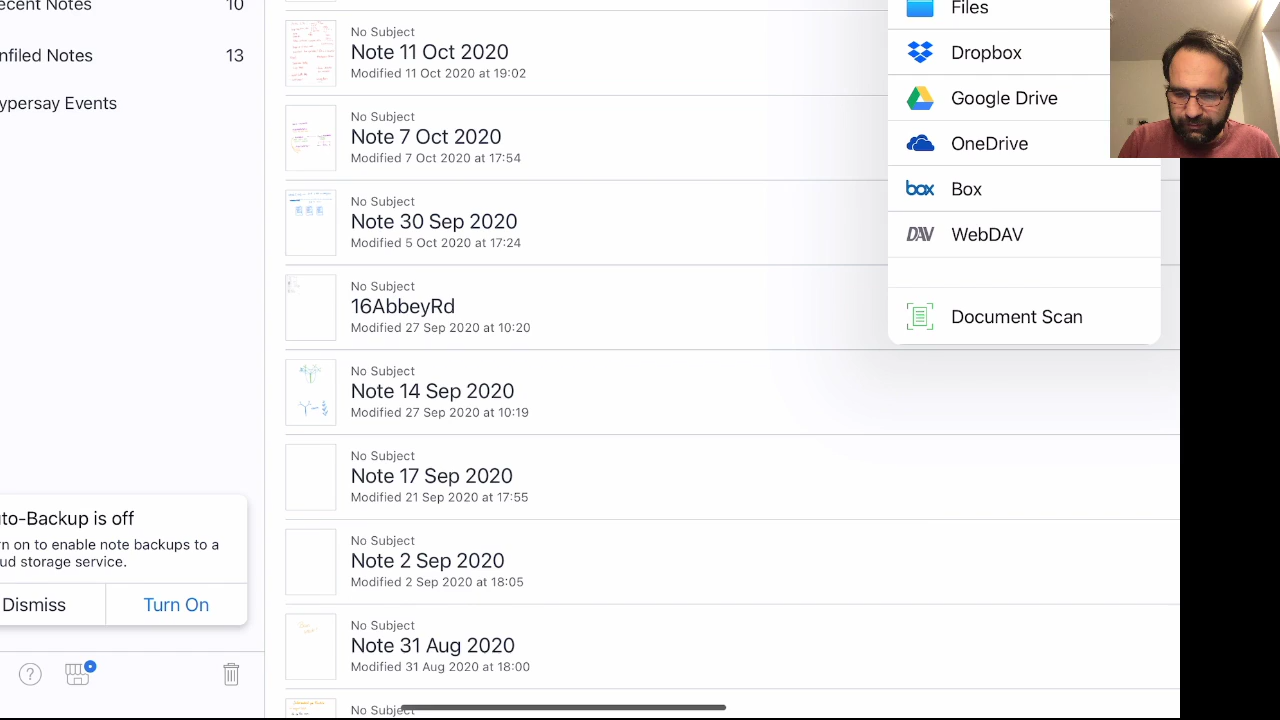 ecent Notes 10
nfiled Notes 13
ypersay Events
uto-Backup is off
rn on to enable note backups to a
ud storage service.
Dismiss
Turn On
No Subject
Note 11 Oct 2020
Modified 11 Oct 2020 at 19:02
No Subject
Note 7 Oct 2020
Modified 7 Oct 2020 at 17:54
No Subject
Note 30 Sep 2020
Modified 5 Oct 2020 at 17:24
No Subject
16AbbeyRd
Modified 27 Sep 2020 at 10:20
No Subject
Note 14 Sep 2020
Modified 27 Sep 2020 at 10:19
No Subject
Note 17 Sep 2020
Modified 21 Sep 2020 at 17:55
No Subject
Note 2 Sep 2020
Modified 2 Sep 2020 at 18:05
No Subject
Note 31 Aug 2020
Modified 31 Aug 2020 at 18:00
No Subject
Files
Dropbox
Google Drive
OneDrive
box Box
DAV WebDAV
Document Scan